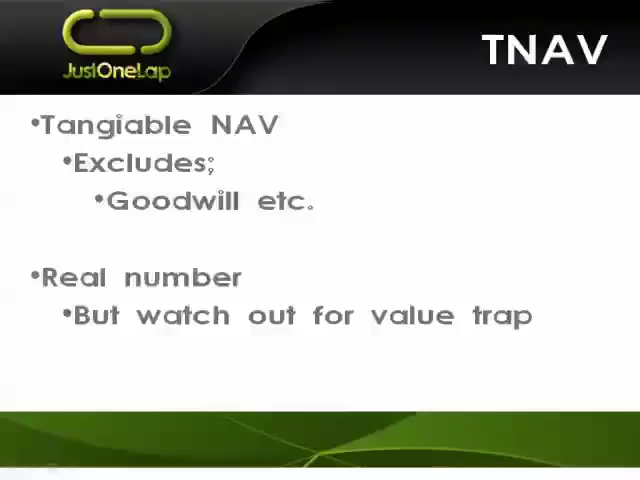 JustOneLap
TNAV
•Tangiable NAV
•Excludes;
•Goodwill etc.
•Real number
•But watch out for value trap